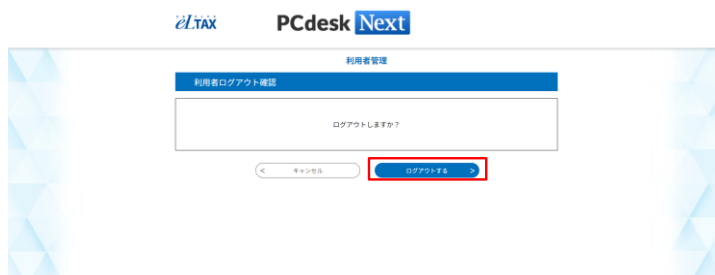 eLTAX
PCdesk Next
利用者管理
利用者ログアウト確認
ログアウトしますか？
< キャンセル
ログアウトする >